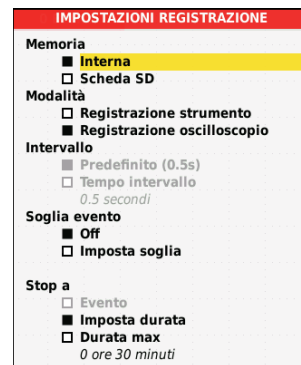 IMPOSTAZIONI REGISTRAZIONE
Memoria
Interna
Scheda SD
Modalità
Registrazione strumento
Registrazione oscilloscopio
Intervallo
Predefinito (0.5s)
Tempo intervallo
0.5 secondi
Soglia evento
Off
Imposta soglia
Stop a
Evento
Imposta durata
Durata max
0 ore 30 minuti